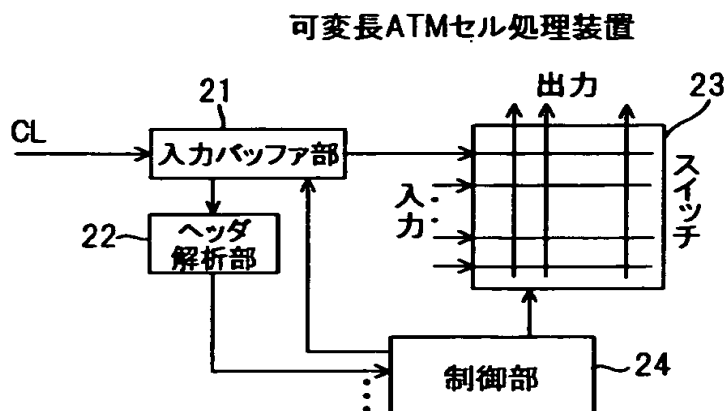 可変長ATMセル処理装置
出力
23
21
CL
入力バッファ部
入力
スイッチ
22
ヘッダ
解析部
制御部
24